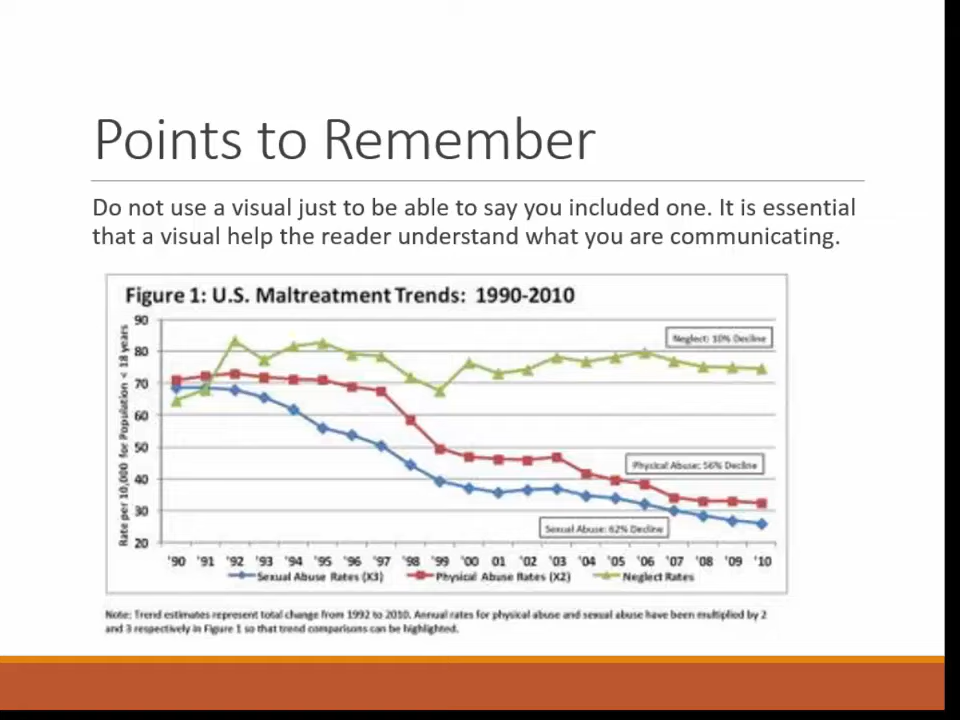 Points to Remember
Do not use a visual just to be able to say you included one. It is essential
that a visual help the reader understand what you are communicating.
Figure 1: U.S. Maltreatment Trends: 1990-2010
Rate per 10,000 for Population < 18 years
90
80
70
60
50
40
30
20
Neglect: 10% Decline
Physical Abuse: 56% Decline
Sexual Abuse: 62% Decline
'90 '91 '92 '93 '94 '95 '96 '97 '98 '99 '00 01 '02 '03 '04 '05 '06 '07 '08 '09 '10
Sexual Abuse Rates (X3) Physical Abuse Rates (X2) Neglect Rates
Note: Trend estimates represent total change from 1992 to 2010. Annual rates for physical abuse and sexual abuse have been multiplied by 2
and 3 respectively in Figure 1 so that trend comparisons can be highlighted.